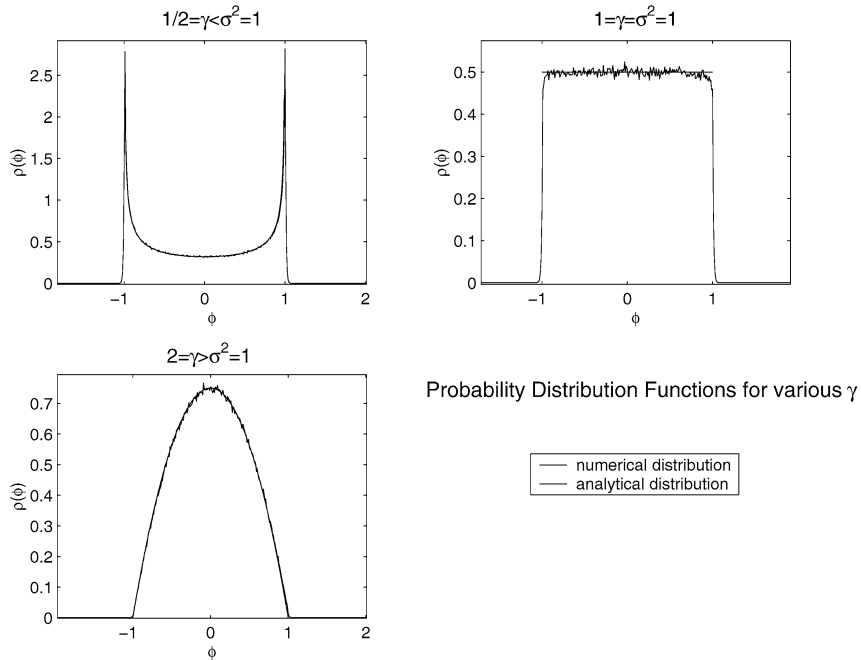 1/2=γ<σ²=1
2.5
2
1.5
1
0.5
0
ρ(ϕ)
−1 0 1 2
ϕ
1=γ=σ²=1
0.5
0.4
0.3
0.2
0.1
0
ρ(ϕ)
−1 0 1
ϕ
2=γ>σ²=1
0.7
0.6
0.5
0.4
0.3
0.2
0.1
0
ρ(ϕ)
−1 0 1 2
ϕ
Probability Distribution Functions for various γ
numerical distribution
analytical distribution